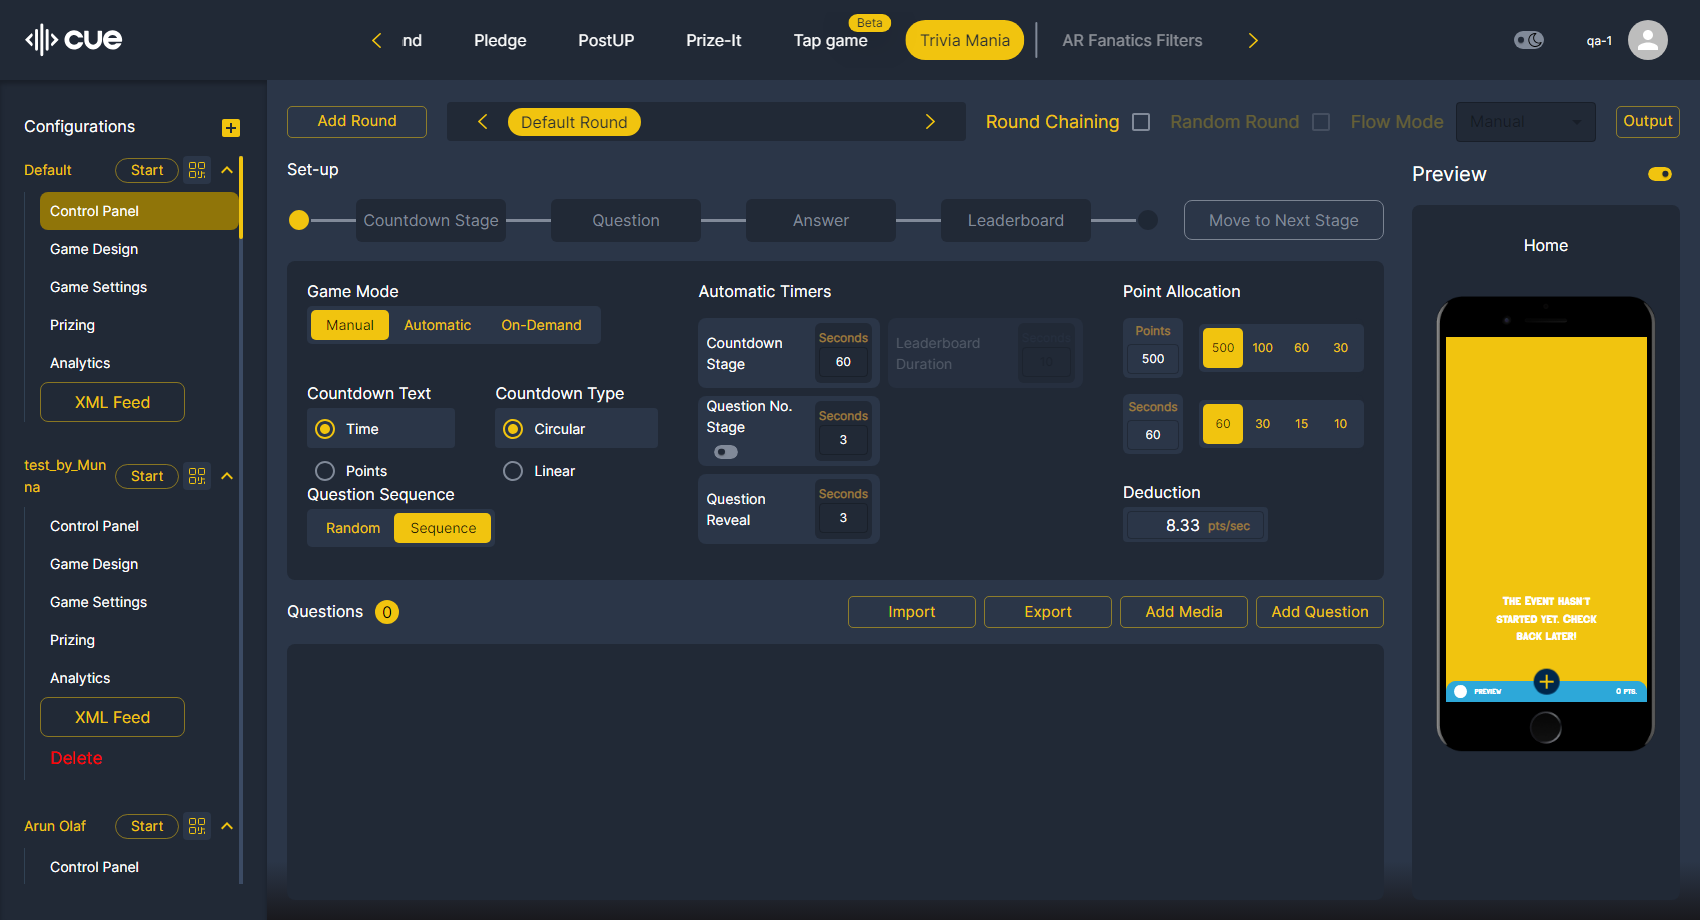 cue
nd
Pledge
PostUP
Prize-It
Tap game
Beta
Trivia Mania
AR Fanatics Filters
qa-1
Configurations
Default
Start
Control Panel
Game Design
Game Settings
Prizing
Analytics
XML Feed
test_by_Mun
na
Start
Control Panel
Game Design
Game Settings
Prizing
Analytics
XML Feed
Delete
Arun Olaf
Start
Control Panel
Add Round
Default Round
Round Chaining
Random Round
Flow Mode
Manual
Output
Set-up
Countdown Stage
Question
Answer
Leaderboard
Move to Next Stage
Game Mode
Manual
Automatic
On-Demand
Countdown Text
Time
Points
Countdown Type
Circular
Linear
Question Sequence
Random
Sequence
Automatic Timers
Countdown
Stage
Seconds
60
Leaderboard
Duration
Seconds
10
Question No.
Stage
Seconds
3
Question
Reveal
Seconds
3
Point Allocation
Points
500
500
100
60
30
Seconds
60
60
30
15
10
Deduction
8.33 pts/sec
Questions 0
Import
Export
Add Media
Add Question
Preview
Home
The Event hasn't
started yet. Check
back later!
PREVIEW
0 PTS.